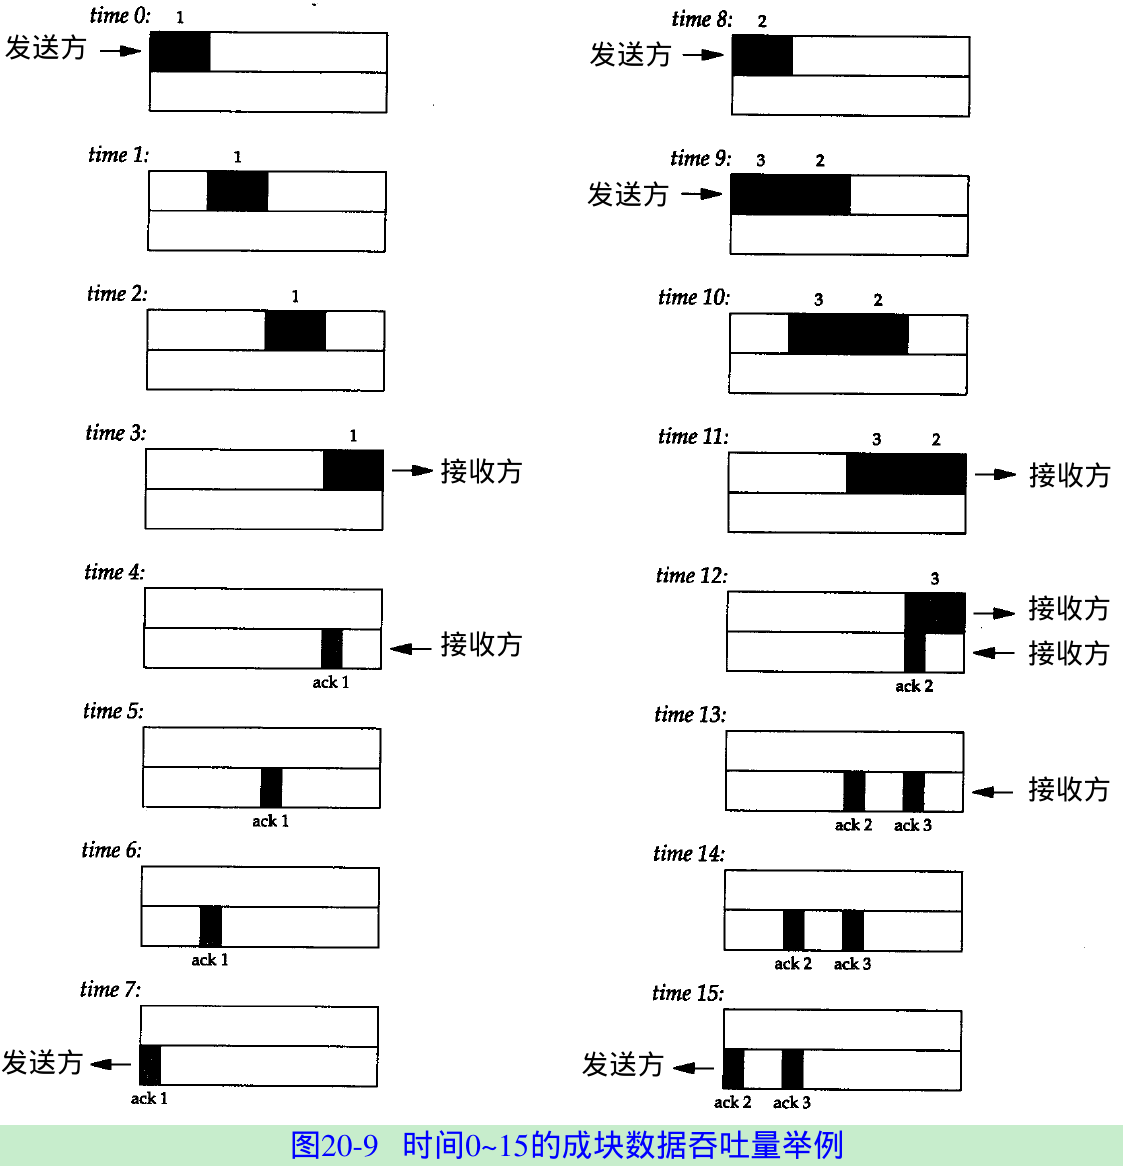 time 0: 1
发送方
time 1: 1
time 2: 1
time 3: 1
接收方
time 4:
接收方
ack 1
time 5:
ack 1
time 6:
ack 1
time 7:
发送方
ack 1
time 8: 2
发送方
time 9: 3 2
发送方
time 10: 3 2
time 11: 3 2
接收方
time 12: 3
接收方
接收方
ack 2
time 13:
接收方
ack 2 ack 3
time 14:
ack 2 ack 3
time 15:
发送方
ack 2 ack 3
图20-9 时间0~15的成块数据吞吐量举例